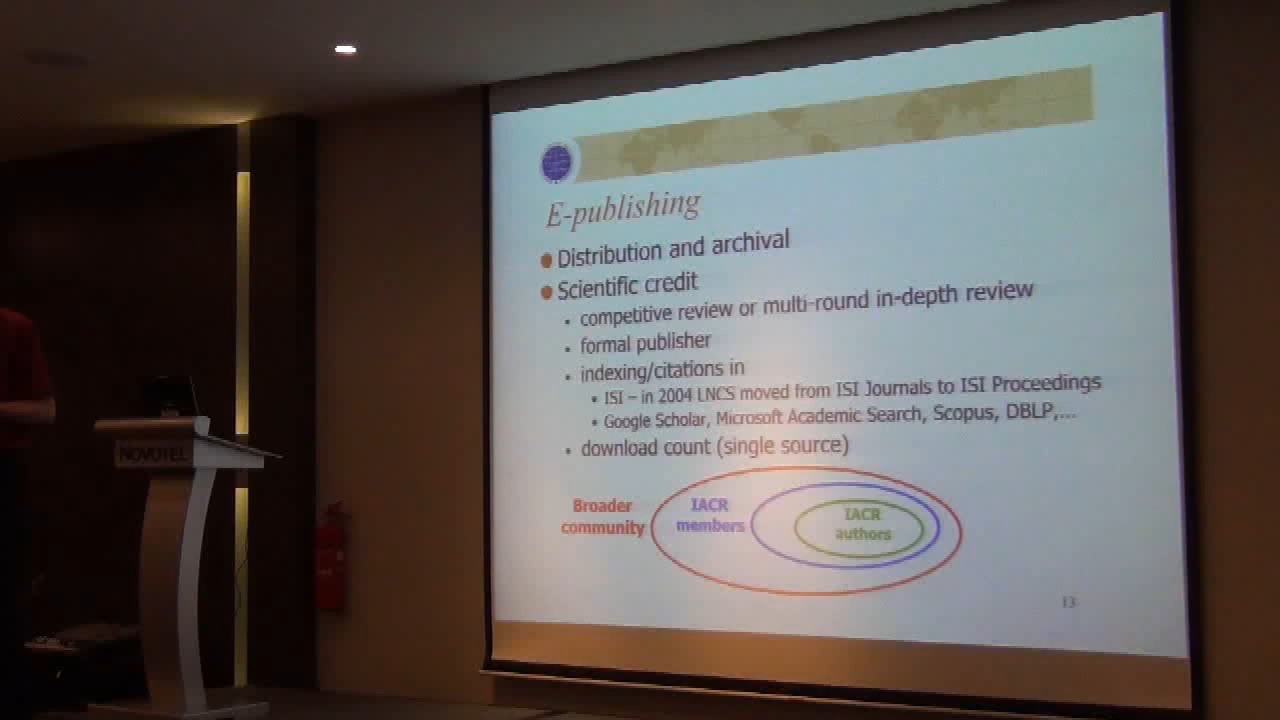 E-publishing
Distribution and archival
Scientific credit
competitive review or multi-round in-depth review
formal publisher
indexing/citations in
ISI – in 2004 LNCS moved from ISI Journals to ISI Proceedings
Google Scholar, Microsoft Academic Search, Scopus, DBLP,...
download count (single source)
Broader
community
IACR
members
IACR
authors
13
NOVOTEL